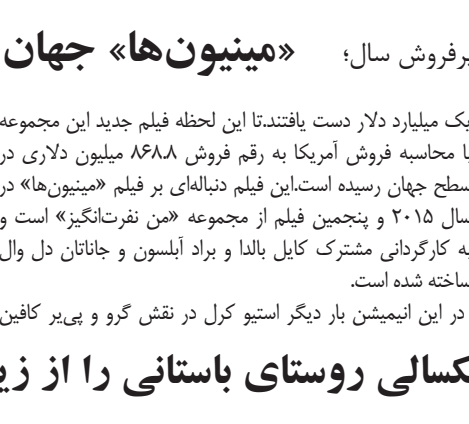 پرفروش سال؛ «مینیون‌ها» جهان
یک میلیارد دلار دست یافتند.تا این لحظه فیلم جدید این مجموعه
با محاسبه فروش آمریکا به رقم فروش ۸۶۸.۸ میلیون دلاری در
سطح جهان رسیده است.این فیلم دنباله‌ای بر فیلم «مینیون‌ها» در
سال ۲۰۱۵ و پنجمین فیلم از مجموعه «من نفرت‌انگیز» است و
به کارگردانی مشترک کایل بالدا و براد آبلسون و جاناتان دل وال
ساخته شده است.
در این انیمیشن بار دیگر استیو کرل در نقش گرو و پی‌یر کافین
کسالی روستای باستانی را از زیر